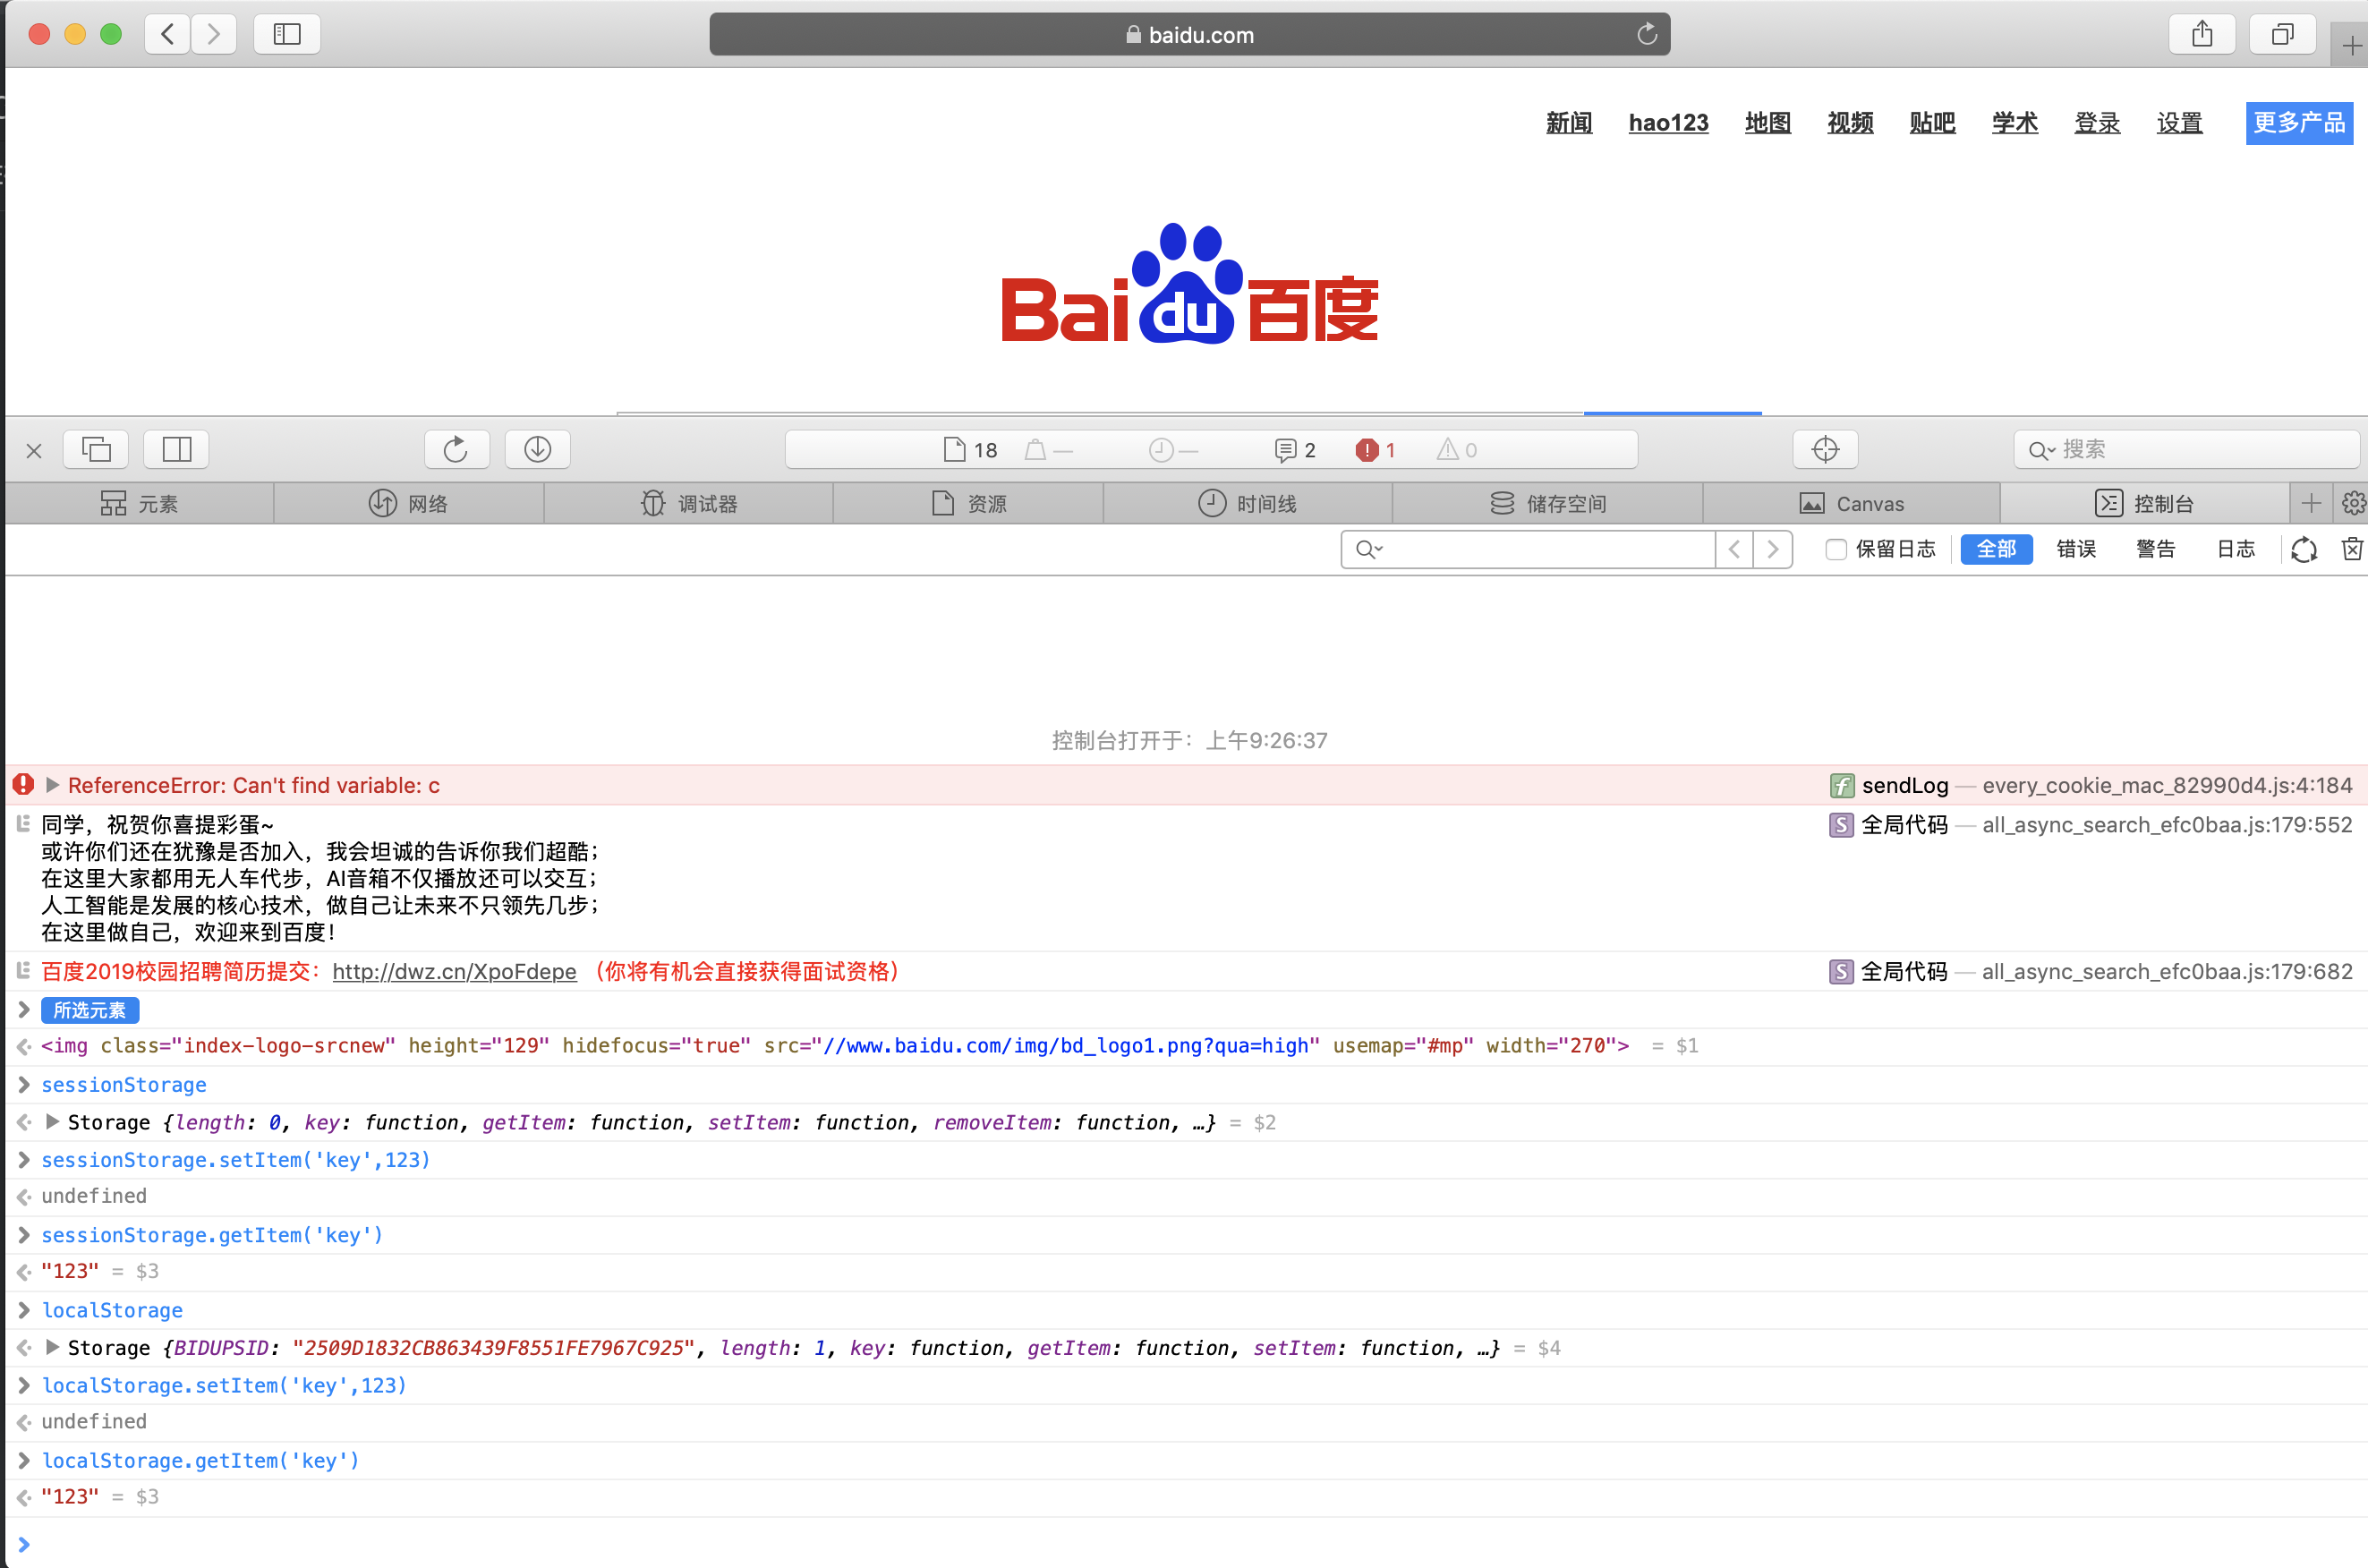 baidu.com
新闻 hao123 地图 视频 贴吧 学术 登录 设置 更多产品
Bai du 百度
18 — — 2 1 0 搜索
元素 网络 调试器 资源 时间线 储存空间 Canvas 控制台
保留日志 全部 错误 警告 日志
控制台打开于：上午9:26:37
ReferenceError: Can't find variable: c sendLog — every_cookie_mac_82990d4.js:4:184
同学，祝贺你喜提彩蛋~ 全局代码 — all_async_search_efc0baa.js:179:552
或许你们还在犹豫是否加入，我会坦诚的告诉你我们超酷；
在这里大家都用无人车代步，AI音箱不仅播放还可以交互；
人工智能是发展的核心技术，做自己让未来不只领先几步；
在这里做自己，欢迎来到百度！
百度2019校园招聘简历提交：http://dwz.cn/XpoFdepe （你将有机会直接获得面试资格） 全局代码 — all_async_search_efc0baa.js:179:682
所选元素
<img class="index-logo-srcnew" height="129" hidefocus="true" src="//www.baidu.com/img/bd_logo1.png?qua=high" usemap="#mp" width="270"> = $1
sessionStorage
Storage {length: 0, key: function, getItem: function, setItem: function, removeItem: function, …} = $2
sessionStorage.setItem('key',123)
undefined
sessionStorage.getItem('key')
"123" = $3
localStorage
Storage {BIDUPSID: "2509D1832CB863439F8551FE7967C925", length: 1, key: function, getItem: function, setItem: function, …} = $4
localStorage.setItem('key',123)
undefined
localStorage.getItem('key')
"123" = $3